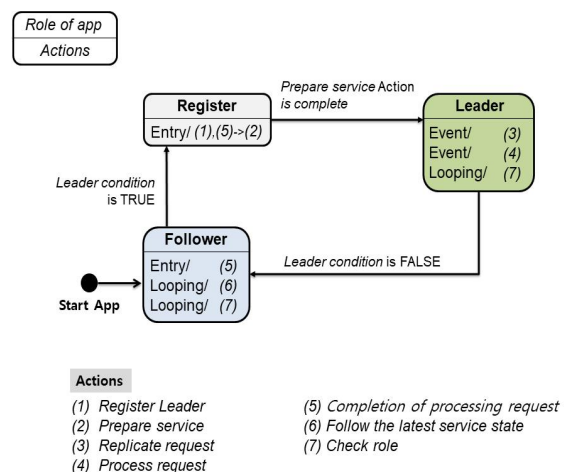 Role of app
Actions
Prepare service Action
is complete
Register
Entry/ (1),(5)->(2)
Leader
Event/ (3)
Event/ (4)
Looping/ (7)
Leader condition
is TRUE
Follower
Entry/ (5)
Looping/ (6)
Looping/ (7)
Leader condition is FALSE
Start App
Actions
(1) Register Leader
(2) Prepare service
(3) Replicate request
(4) Process request
(5) Completion of processing request
(6) Follow the latest service state
(7) Check role